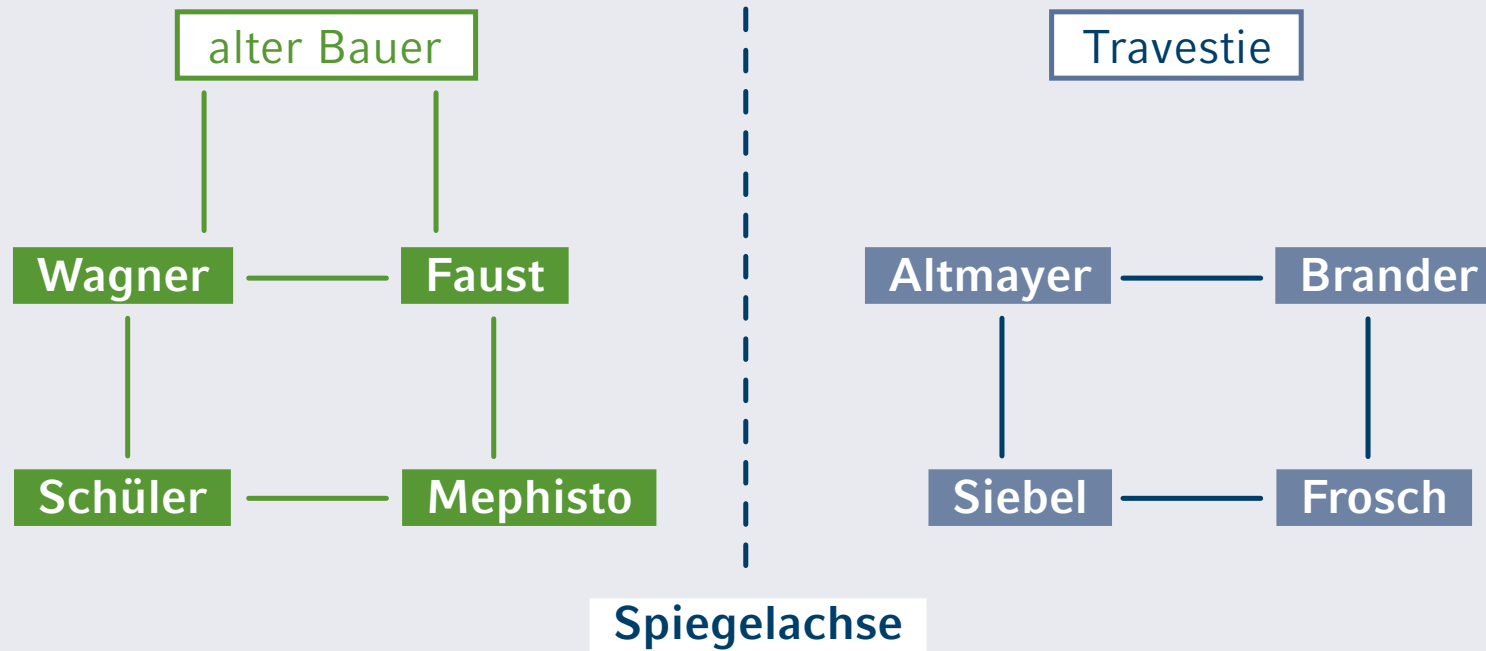 alter Bauer
Travestie
Wagner
Faust
Altmayer
Brander
Schüler
Mephisto
Siebel
Frosch
Spiegelachse